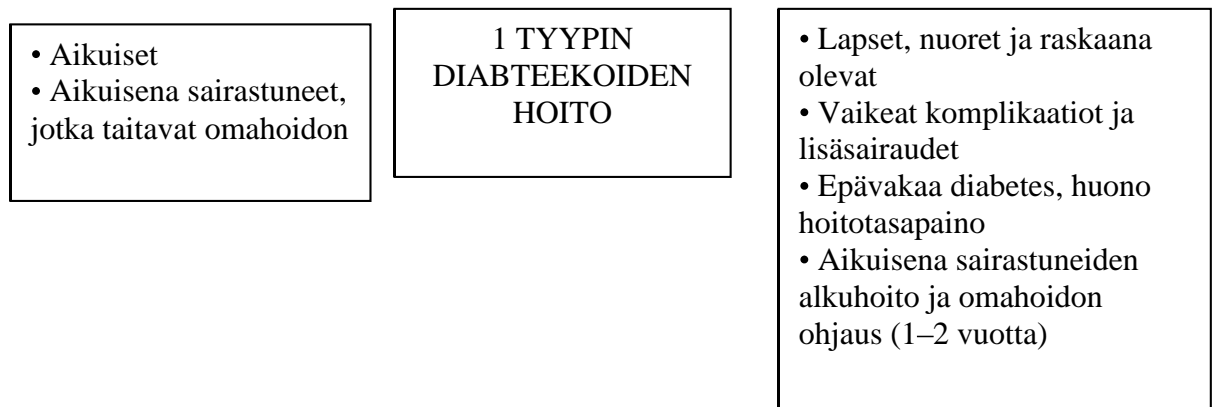 • Aikuiset
• Aikuisena sairastuneet,
jotka taitavat omahoidon
1 TYYPIN
DIABTEEKOIDEN
HOITO
• Lapset, nuoret ja raskaana
olevat
• Vaikeat komplikaatiot ja
lisäsairaudet
• Epävakaa diabetes, huono
hoitotasapaino
• Aikuisena sairastuneiden
alkuhoito ja omahoidon
ohjaus (1–2 vuotta)